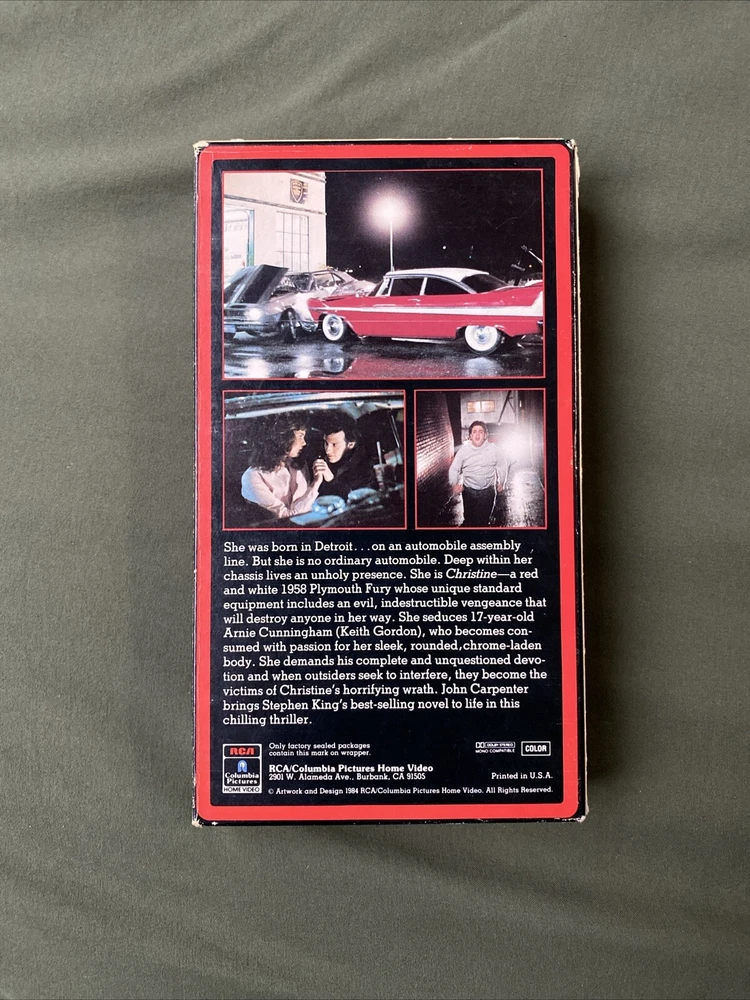 She was born in Detroit...on an automobile assembly
line. But she is no ordinary automobile. Deep within her
chassis lives an unholy presence. She is Christine—a red
and white 1958 Plymouth Fury whose unique standard
equipment includes an evil, indestructible vengeance that
will destroy anyone in her way. She seduces 17-year-old
Arnie Cunningham (Keith Gordon), who becomes con-
sumed with passion for her sleek, rounded, chrome-laden
body. She demands his complete and unquestioned devo-
tion and when outsiders seek to interfere, they become the
victims of Christine's horrifying wrath. John Carpenter
brings Stephen King's best-selling novel to life in this
chilling thriller.
RCA
Columbia
Pictures
HOME VIDEO
Only factory sealed packages
contain this mark on wrapper.
DOLBY STEREO
MONO COMPATIBLE
COLOR
RCA/Columbia Pictures Home Video
2901 W. Alameda Ave., Burbank, CA 91505
Printed in U.S.A.
© Artwork and Design 1984 RCA/Columbia Pictures Home Video. All Rights Reserved.